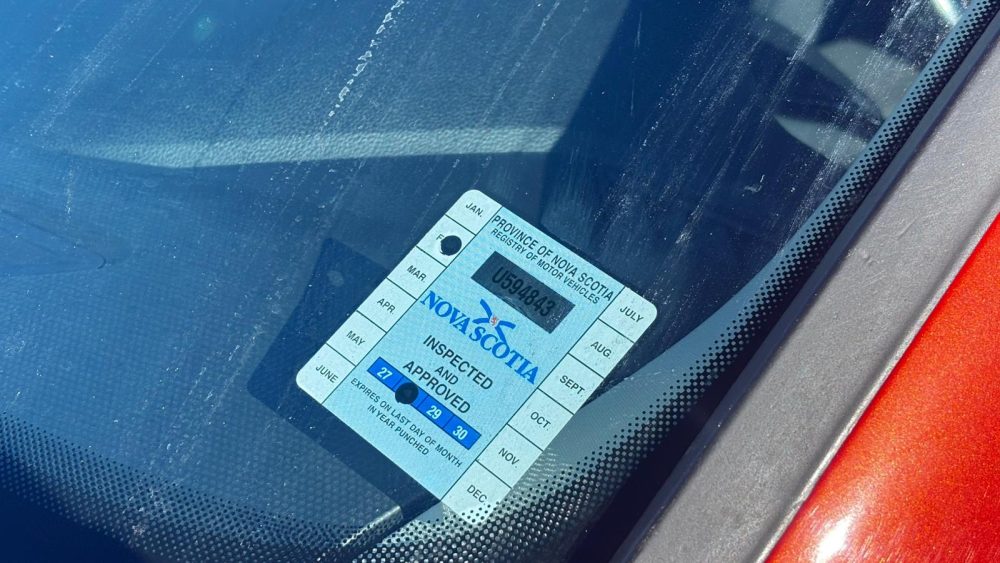 PROVINCE OF NOVA SCOTIA
REGISTRY OF MOTOR VEHICLES
U594843
NOVA SCOTIA
INSPECTED
AND
APPROVED
27 29 30
EXPIRES ON LAST DAY OF MONTH
IN YEAR PUNCHED
JAN.
F
MAR.
APR.
MAY
JUNE
JULY
AUG.
SEPT.
OCT.
NOV.
DEC.